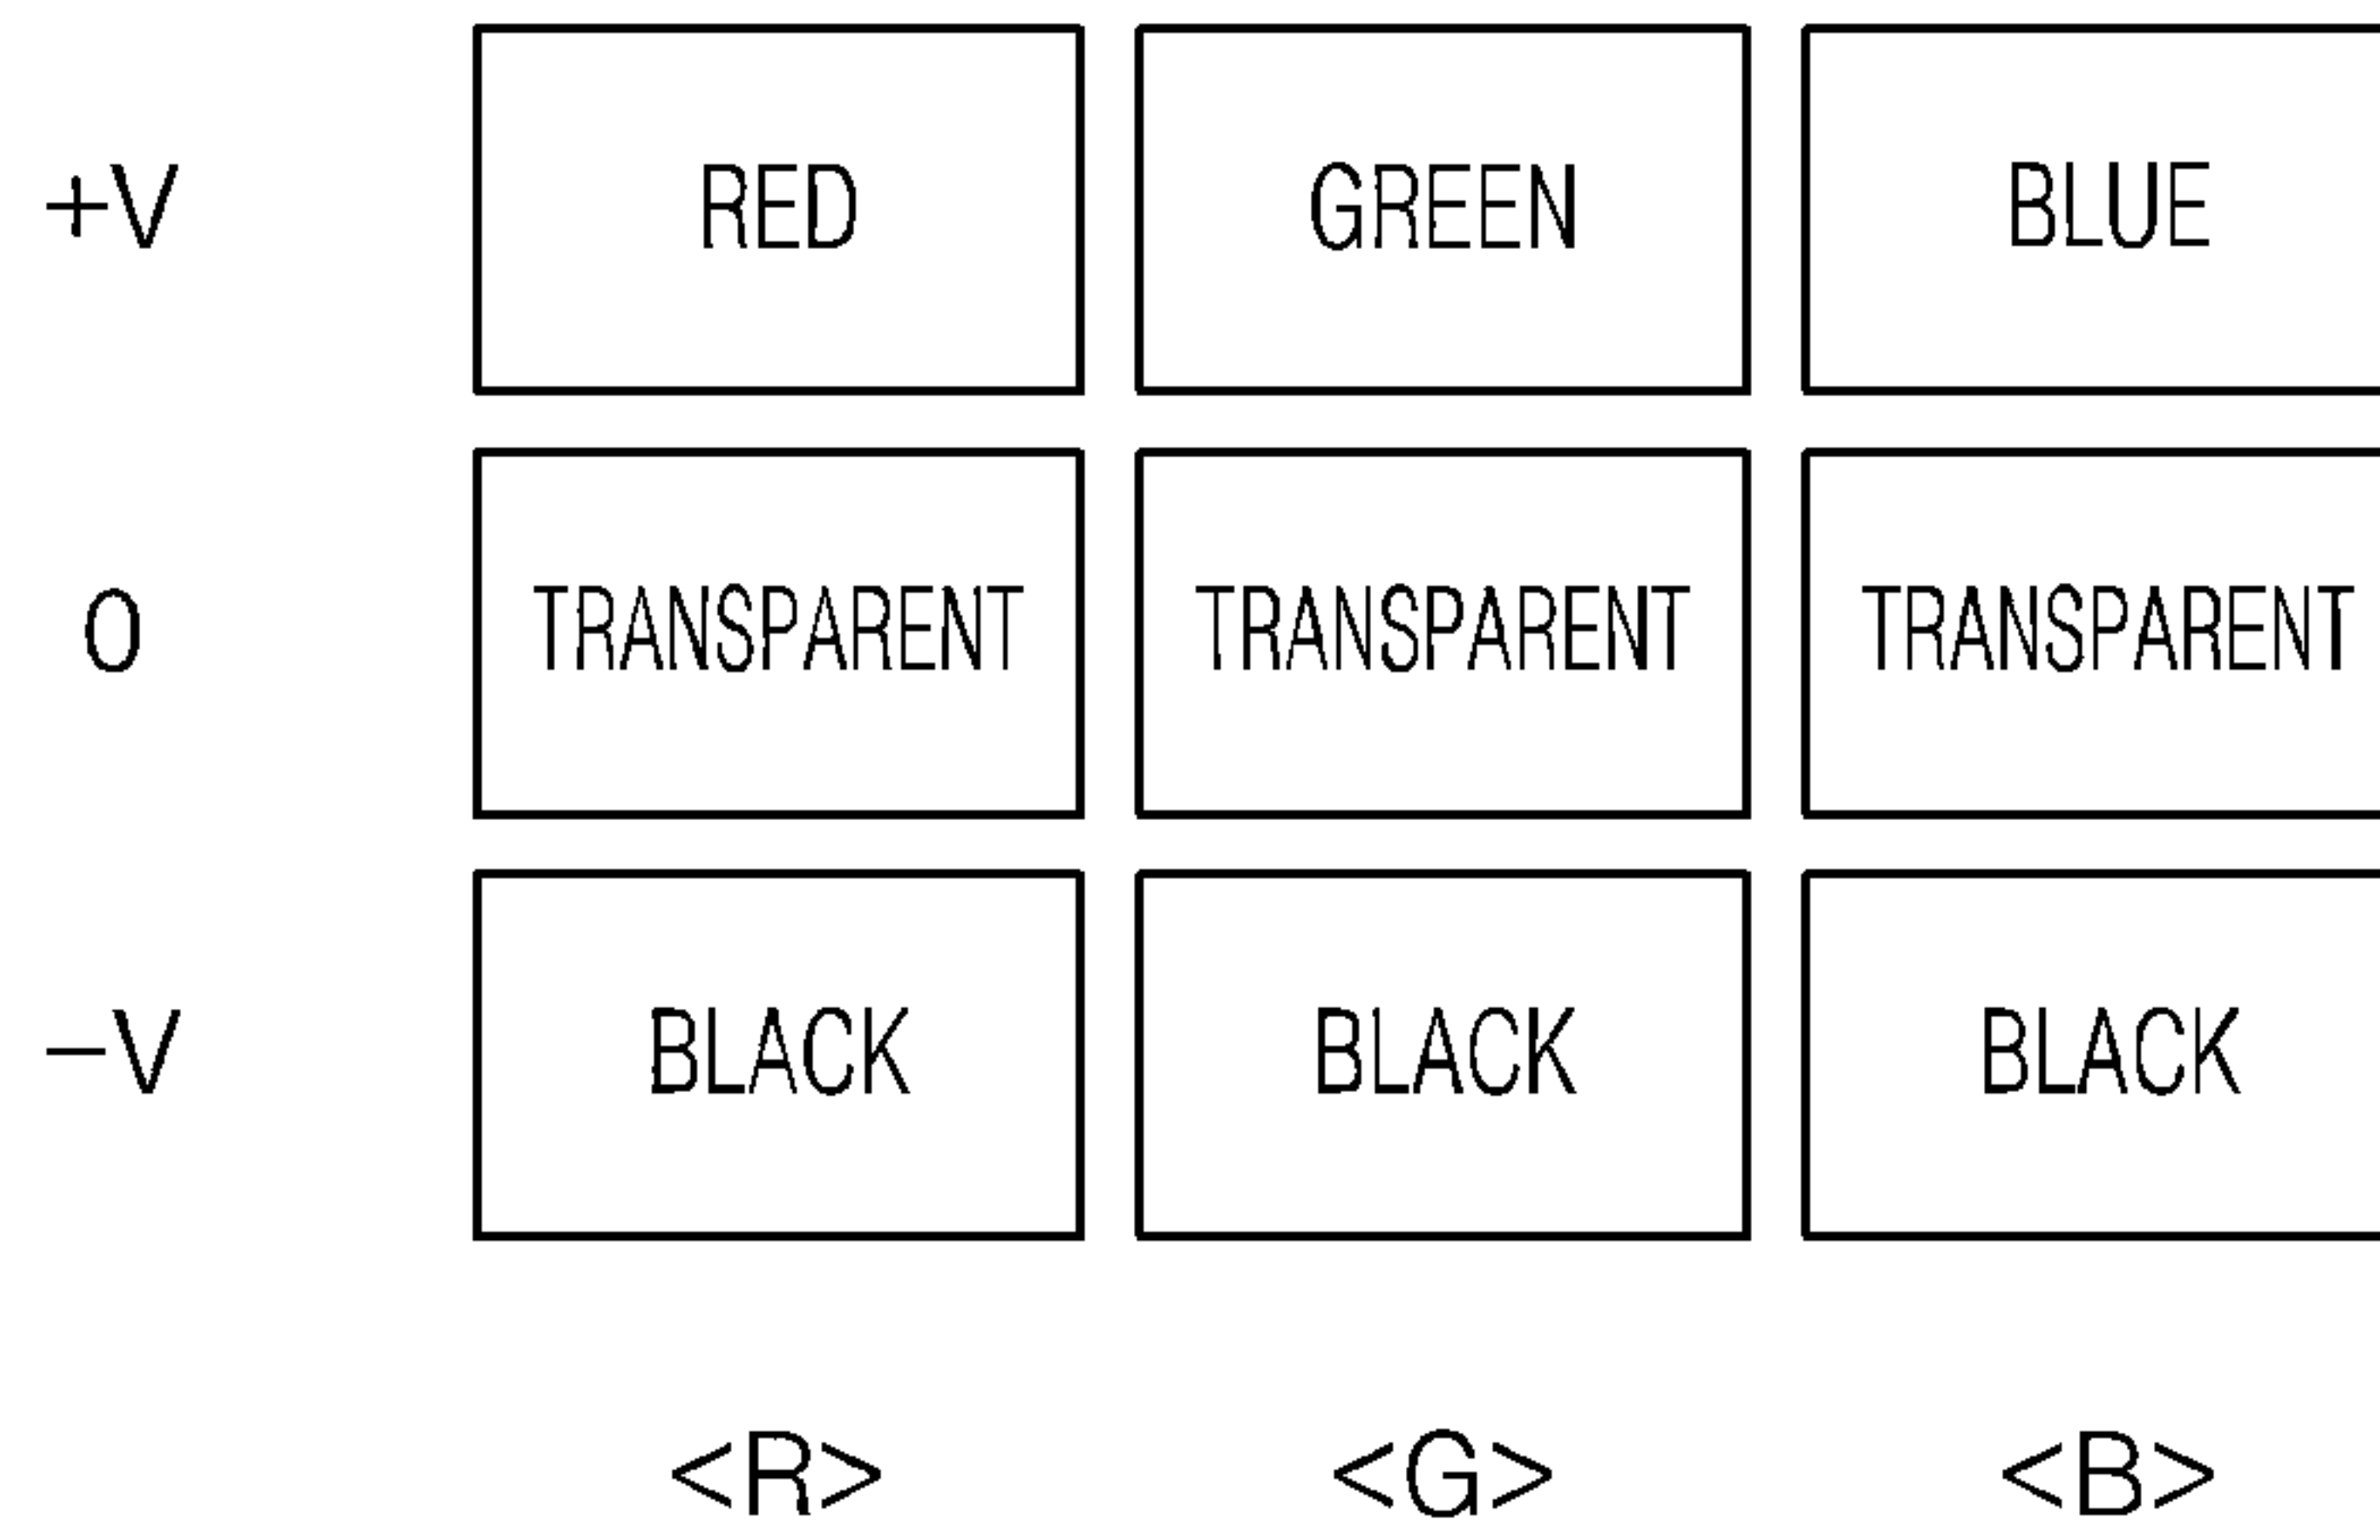 +V RED GREEN BLUE
O TRANSPARENT TRANSPARENT TRANSPARENT
−V BLACK BLACK BLACK
<R> <G> <B>